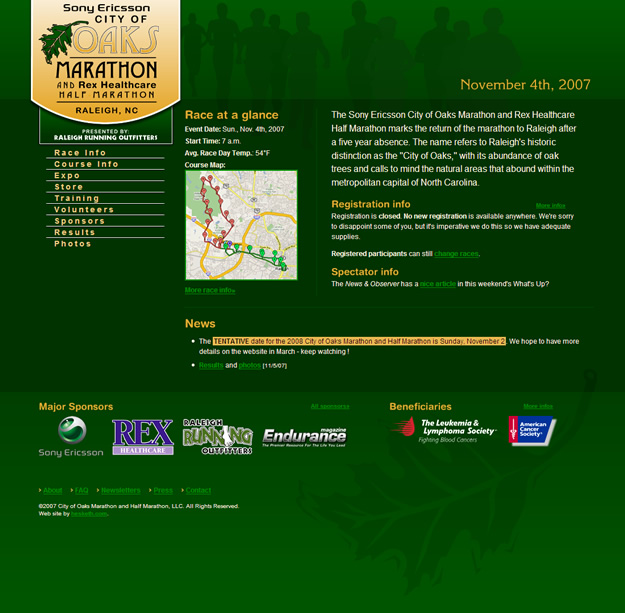 Sony Ericsson
CITY OF
OAKS
MARATHON
AND Rex Healthcare
HALF MARATHON
RALEIGH, NC
PRESENTED BY:
RALEIGH RUNNING OUTFITTERS
November 4th, 2007
Race Info
Course Info
Expo
Store
Training
Volunteers
Sponsors
Results
Photos
Race at a glance
Event Date: Sun., Nov. 4th, 2007
Start Time: 7 a.m.
Avg. Race Day Temp.: 54°F
Course Map:
More race info»
The Sony Ericsson City of Oaks Marathon and Rex Healthcare
Half Marathon marks the return of the marathon to Raleigh after
a five year absence. The name refers to Raleigh's historic
distinction as the "City of Oaks," with its abundance of oak
trees and calls to mind the natural areas that abound within the
metropolitan capital of North Carolina.
Registration info
More info»
Registration is closed. No new registration is available anywhere. We're sorry
to disappoint some of you, but it's imperative we do this so we have adequate
supplies.
Registered participants can still change races.
Spectator info
The News & Observer has a nice article in this weekend's What's Up?
News
The TENTATIVE date for the 2008 City of Oaks Marathon and Half Marathon is Sunday, November 2. We hope to have more
details on the website in March - keep watching !
Results and photos [11/5/07]
Major Sponsors
All sponsors
Sony Ericsson
REX
HEALTHCARE
RALEIGH
RUNNING
OUTFITTERS
magazine
Endurance
The Premier Resource For The Life You Lead
Beneficiaries
More info»
The Leukemia &
Lymphoma Society
Fighting Blood Cancers
American
Cancer
Society
About
FAQ
Newsletters
Press
Contact
©2007 City of Oaks Marathon and Half Marathon, LLC. All Rights Reserved.
Web site by